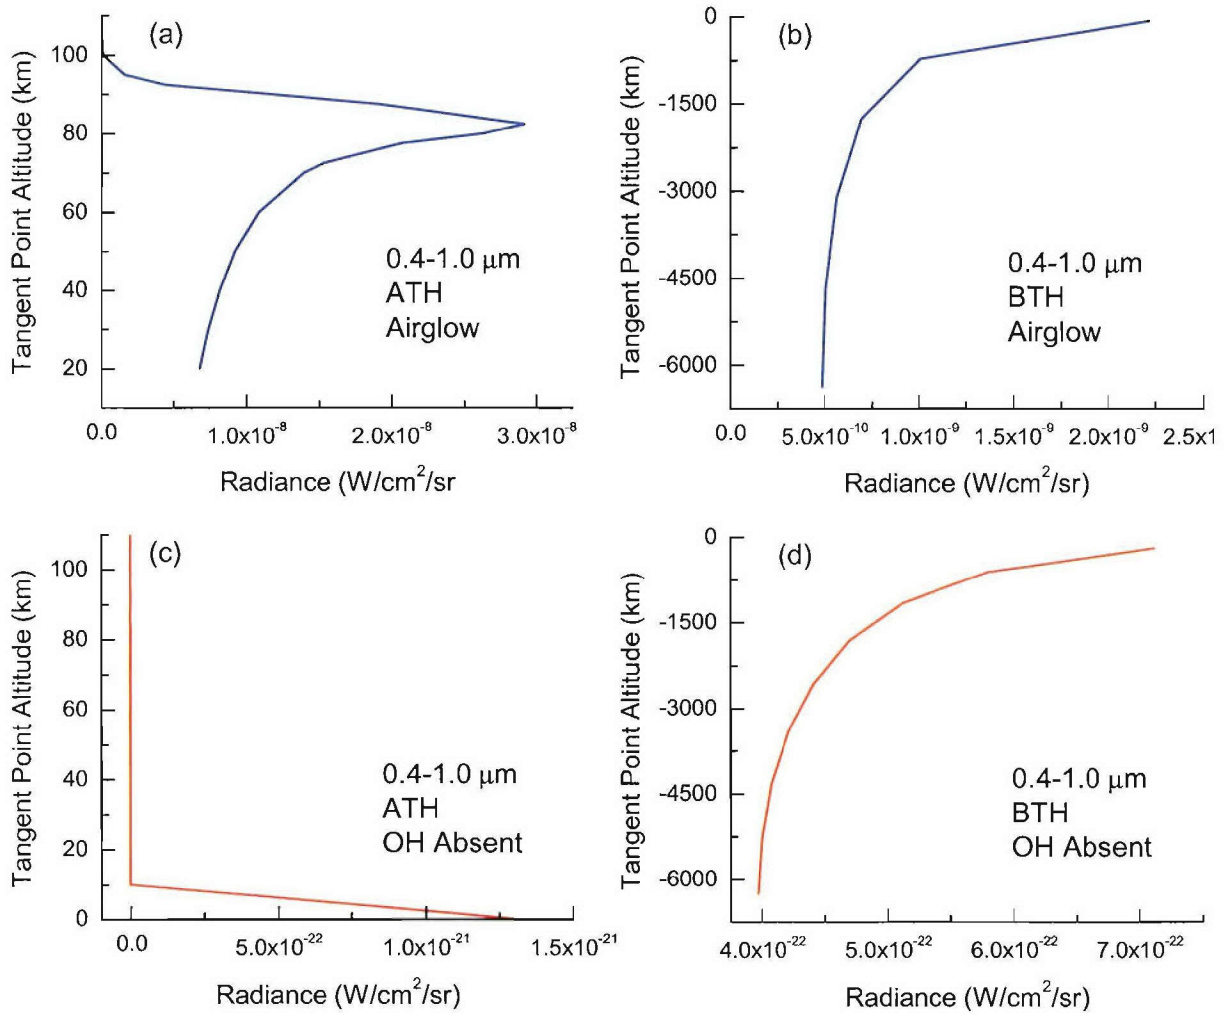 (a)
100
80
60
40
20
Tangent Point Altitude (km)
0.4-1.0 μm
ATH
Airglow
0.0 1.0x10⁻⁸ 2.0x10⁻⁸ 3.0x10⁻⁸
Radiance (W/cm²/sr
(b)
0
-1500
-3000
-4500
-6000
Tangent Point Altitude (km)
0.4-1.0 μm
BTH
Airglow
0.0 5.0x10⁻¹⁰ 1.0x10⁻⁹ 1.5x10⁻⁹ 2.0x10⁻⁹ 2.5x1
Radiance (W/cm²/sr)
(c)
100
80
60
40
20
0
Tangent Point Altitude (km)
0.4-1.0 μm
ATH
OH Absent
0.0 5.0x10⁻²² 1.0x10⁻²¹ 1.5x10⁻²¹
Radiance (W/cm²/sr)
(d)
0
-1500
-3000
-4500
-6000
Tangent Point Altitude (km)
0.4-1.0 μm
BTH
OH Absent
4.0x10⁻²² 5.0x10⁻²² 6.0x10⁻²² 7.0x10⁻²²
Radiance (W/cm²/sr)